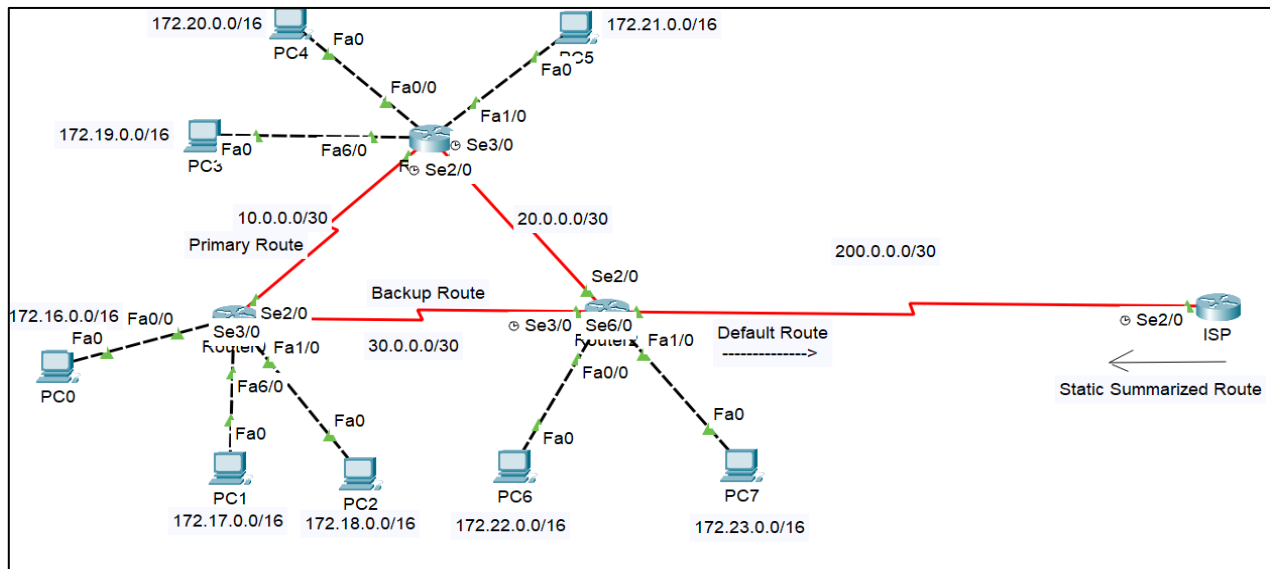 172.20.0.0/16
Fa0
PC4
172.21.0.0/16
Fa0
Fa0/0
Fa1/0
172.19.0.0/16
Fa0
PC3
Fa6/0
Se3/0
Se2/0
10.0.0.0/30
Primary Route
20.0.0.0/30
200.0.0.0/30
Se2/0
Backup Route
172.16.0.0/16
Fa0/0
Fa0
PC0
Se2/0
Se3/0
Fa1/0
Fa6/0
30.0.0.0/30
Se3/0
Se6/0
Fa1/0
Fa0/0
Default Route
-------------->
Se2/0
ISP
Static Summarized Route
Fa0
PC1
172.17.0.0/16
Fa0
PC2
172.18.0.0/16
Fa0
PC6
172.22.0.0/16
Fa0
PC7
172.23.0.0/16